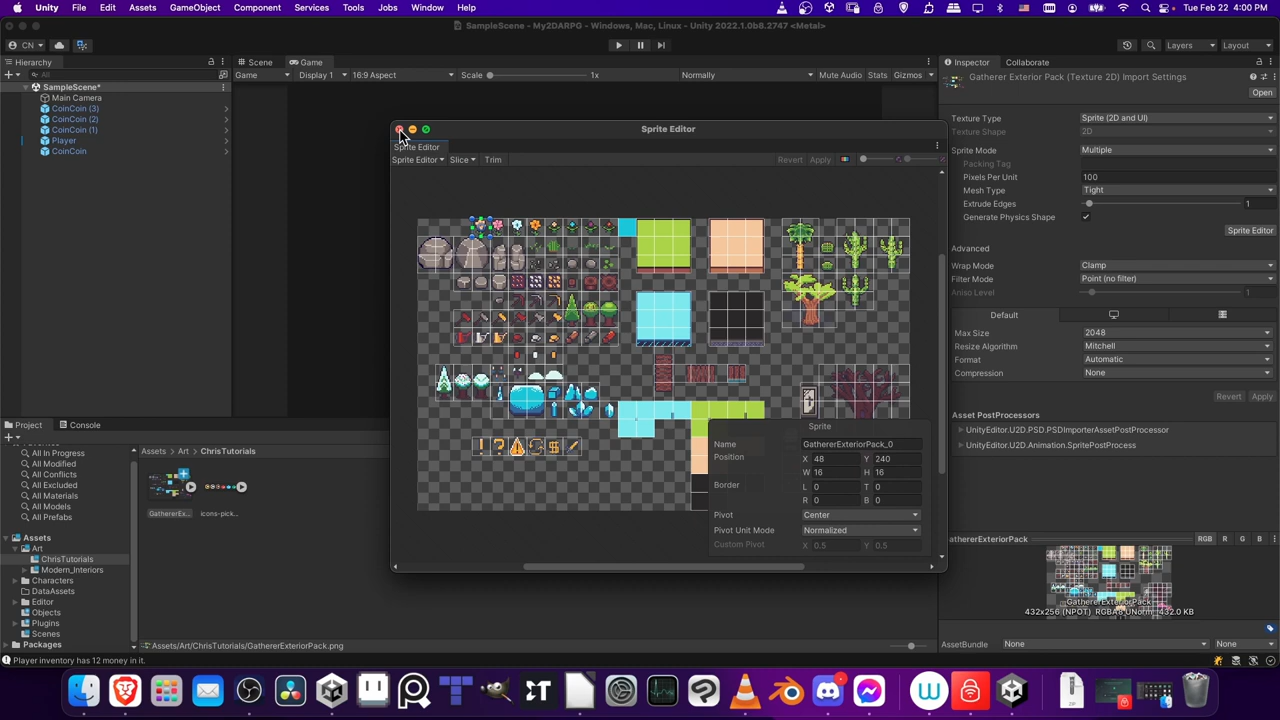 Unity File Edit Assets GameObject Component Services Tools Jobs Window Help Tue Feb 22 4:00 PM
SampleScene - My2DARPG - Windows, Mac, Linux - Unity 2022.1.0b8.2747 <Metal>
CN Layers Layout
Hierarchy Scene Game Inspector Collaborate
All Game Display 1 16:9 Aspect Scale 1x Normally Mute Audio Stats Gizmos
Gatherer Exterior Pack (Texture 2D) Import Settings
Open
SampleScene*
Main Camera
CoinCoin (3)
CoinCoin (2)
CoinCoin (1)
Player
CoinCoin
Sprite Editor
Sprite Editor
Sprite Editor Slice Trim Revert Apply
Texture Type Sprite (2D and UI)
Texture Shape 2D
Sprite Mode Multiple
Packing Tag
Pixels Per Unit 100
Mesh Type Tight
Extrude Edges 1
Generate Physics Shape
Sprite Editor
Advanced
Wrap Mode Clamp
Filter Mode Point (no filter)
Aniso Level 1
Default
Max Size 2048
Resize Algorithm Mitchell
Format Automatic
Compression None
Revert Apply
Asset PostProcessors
UnityEditor.U2D.PSD.PSDImporterAssetPostProcessor
UnityEditor.U2D.Animation.SpritePostProcess
Sprite
Name GathererExteriorPack_0
Position X 48 Y 240
W 16 H 16
Border L 0 T 0
R 0 B 0
Pivot Center
Pivot Unit Mode Normalized
Custom Pivot X 0.5 Y 0.5
Project Console
All In Progress
All Modified
All Conflicts
All Excluded
All Materials
All Models
All Prefabs
Assets
Art
ChrisTutorials
Modern_Interiors
Characters
DataAssets
Editor
Objects
Plugins
Scenes
Packages
Assets > Art > ChrisTutorials
GathererEx... icons-pick...
Assets/Art/ChrisTutorials/GathererExteriorPack.png
GathererExteriorPack RGB R G B
GathererExteriorPack
432x256 (NPOT) RGBA8 UNorm 432.0 KB
AssetBundle None None
Player inventory has 12 money in it.